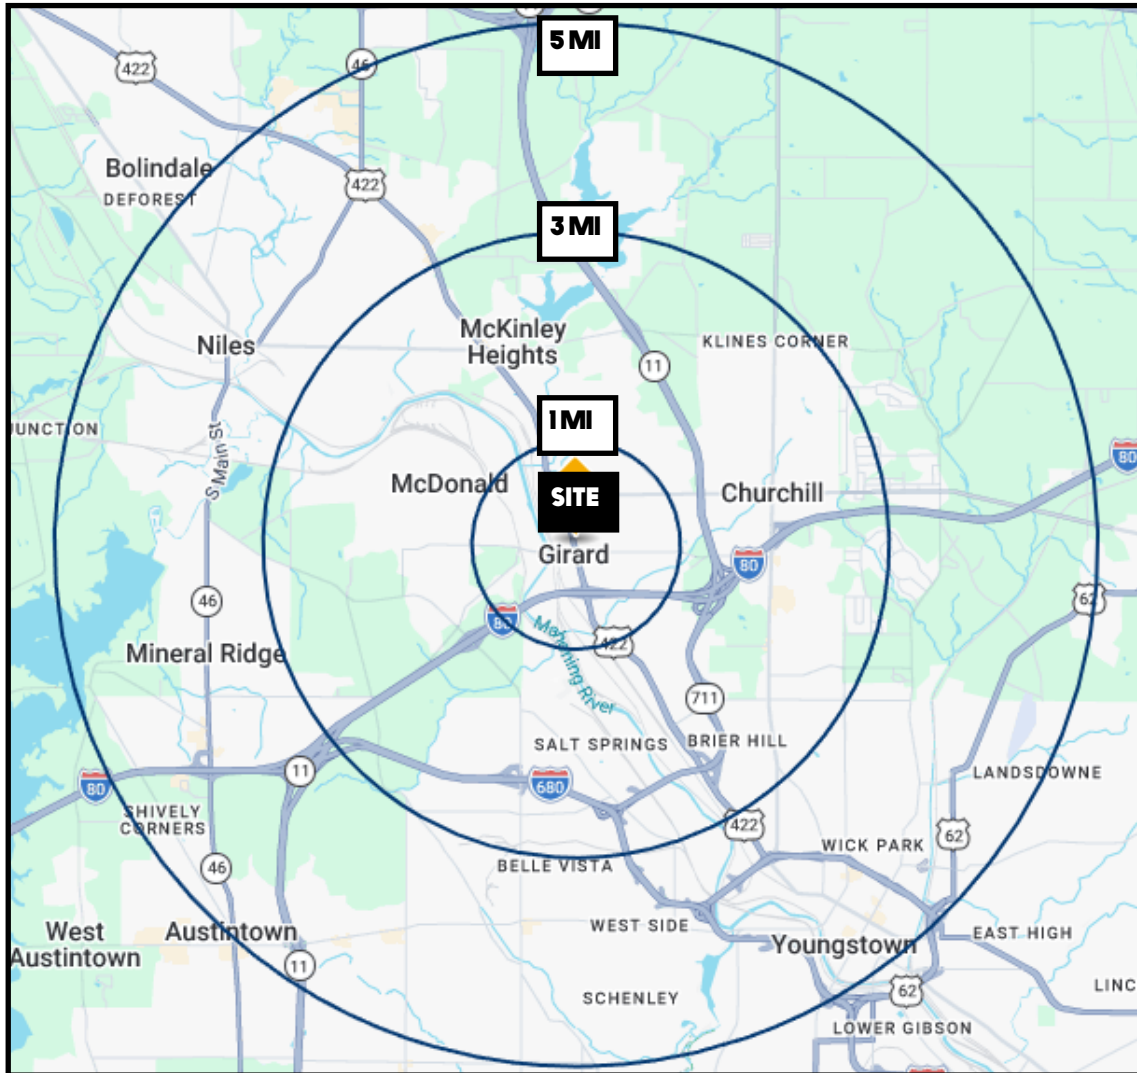 5 MI
46
422
Bolindale
DEFOREST
422
3 MI
McKinley
Heights
KLINES CORNER
Niles
11
1 MI
JUNCTION
S Main St
80
McDonald
SITE
Churchill
Girard
80
46
80
62
422
Mahoning River
Mineral Ridge
711
SALT SPRINGS
BRIER HILL
11
LANDSDOWNE
80
680
SHIVELY
CORNERS
422
62
WICK PARK
46
BELLE VISTA
WEST SIDE
West
Austintown
Austintown
Youngstown
EAST HIGH
11
SCHENLEY
62
LINC
LOWER GIBSON